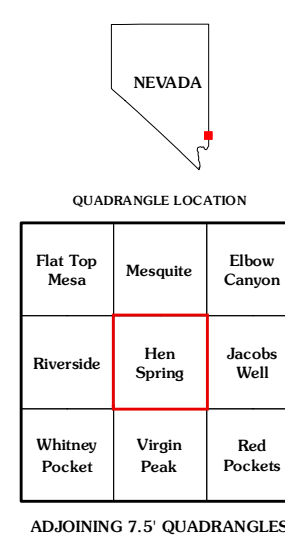 NEVADA
QUADRANGLE LOCATION
Flat Top
Mesa
Mesquite
Elbow
Canyon
Riverside
Hen
Spring
Jacobs
Well
Whitney
Pocket
Virgin
Peak
Red
Pockets
ADJOINING 7.5' QUADRANGLES